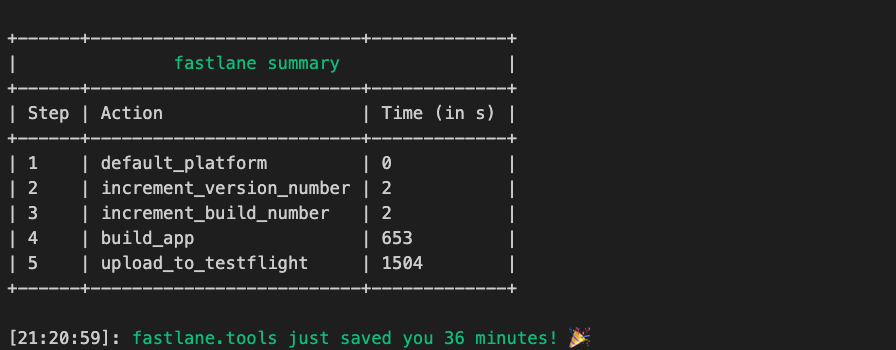 +------+---------------------------+-------------+
|                fastlane summary                |
+------+---------------------------+-------------+
| Step | Action                    | Time (in s) |
+------+---------------------------+-------------+
| 1    | default_platform          | 0           |
| 2    | increment_version_number | 2           |
| 3    | increment_build_number   | 2           |
| 4    | build_app                 | 653         |
| 5    | upload_to_testflight      | 1504        |
+------+---------------------------+-------------+
[21:20:59]: fastlane.tools just saved you 36 minutes! 🎉